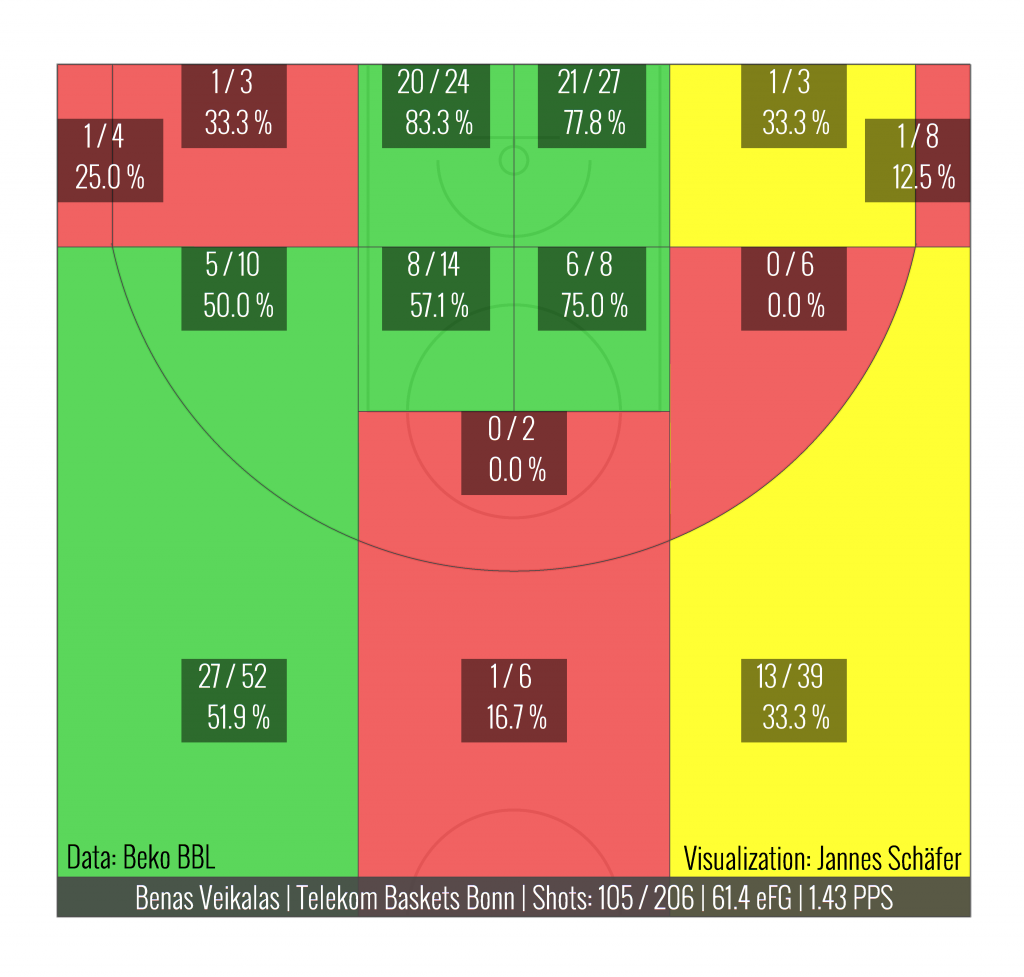 1 / 3
33.3 %
20 / 24
83.3 %
21 / 27
77.8 %
1 / 3
33.3 %
1 / 4
25.0 %
1 / 8
12.5 %
5 / 10
50.0 %
8 / 14
57.1 %
6 / 8
75.0 %
0 / 6
0.0 %
0 / 2
0.0 %
27 / 52
51.9 %
1 / 6
16.7 %
13 / 39
33.3 %
Data: Beko BBL
Visualization: Jannes Schäfer
Benas Veikalas | Telekom Baskets Bonn | Shots: 105 / 206 | 61.4 eFG | 1.43 PPS